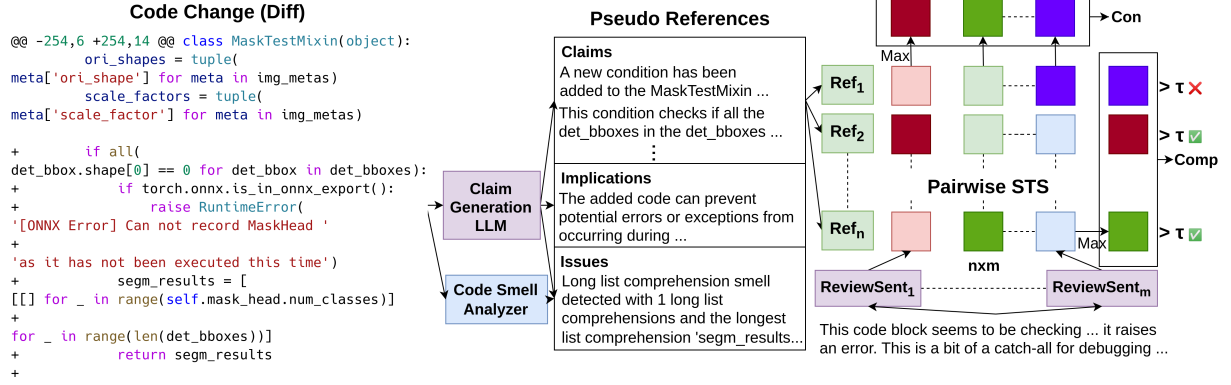 Code Change (Diff)
@@ -254,6 +254,14 @@ class MaskTestMixin(object):
ori_shapes = tuple(
meta['ori_shape'] for meta in img_metas)
scale_factors = tuple(
meta['scale_factor'] for meta in img_metas)
+ if all(
det_bbox.shape[0] == 0 for det_bbox in det_bboxes):
+ if torch.onnx.is_in_onnx_export():
+ raise RuntimeError(
'[ONNX Error] Can not record MaskHead '
+
'as it has not been executed this time')
+ segm_results = [
[[] for _ in range(self.mask_head.num_classes)]
+
for _ in range(len(det_bboxes))]
+ return segm_results
+
Claim
Generation
LLM
Code Smell
Analyzer
Pseudo References
Claims
A new condition has been
added to the MaskTestMixin ...
This condition checks if all the
det_bboxes in the det_bboxes ...
Implications
The added code can prevent
potential errors or exceptions from
occurring during ...
Issues
Long list comprehension smell
detected with 1 long list
comprehensions and the longest
list comprehension 'segm_results...
Con
Max
Ref1
> τ ❌
Ref2
> τ ✅
Comp
Pairwise STS
Refn
Max
> τ ✅
nxm
ReviewSent1
ReviewSentm
This code block seems to be checking ... it raises
an error. This is a bit of a catch-all for debugging ...